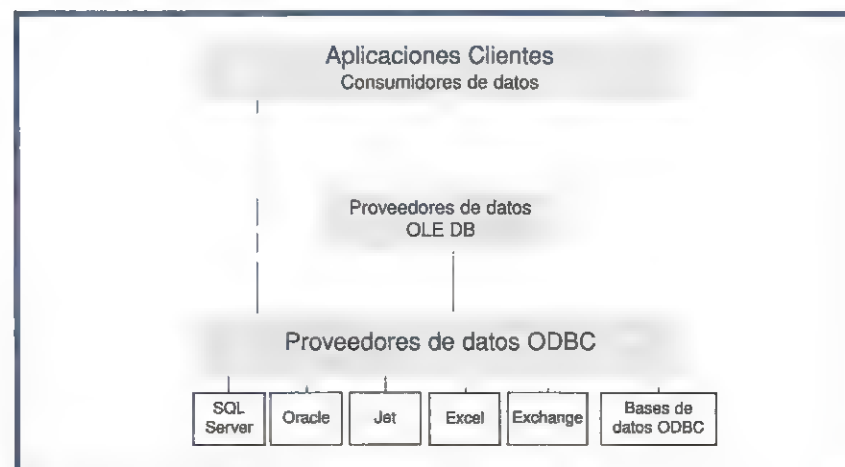 Aplicaciones Clientes
Consumidores de datos
Proveedores de datos
OLE DB
Proveedores de datos ODBC
SQL
Server
Oracle
Jet
Excel
Exchange
Bases de
datos ODBC